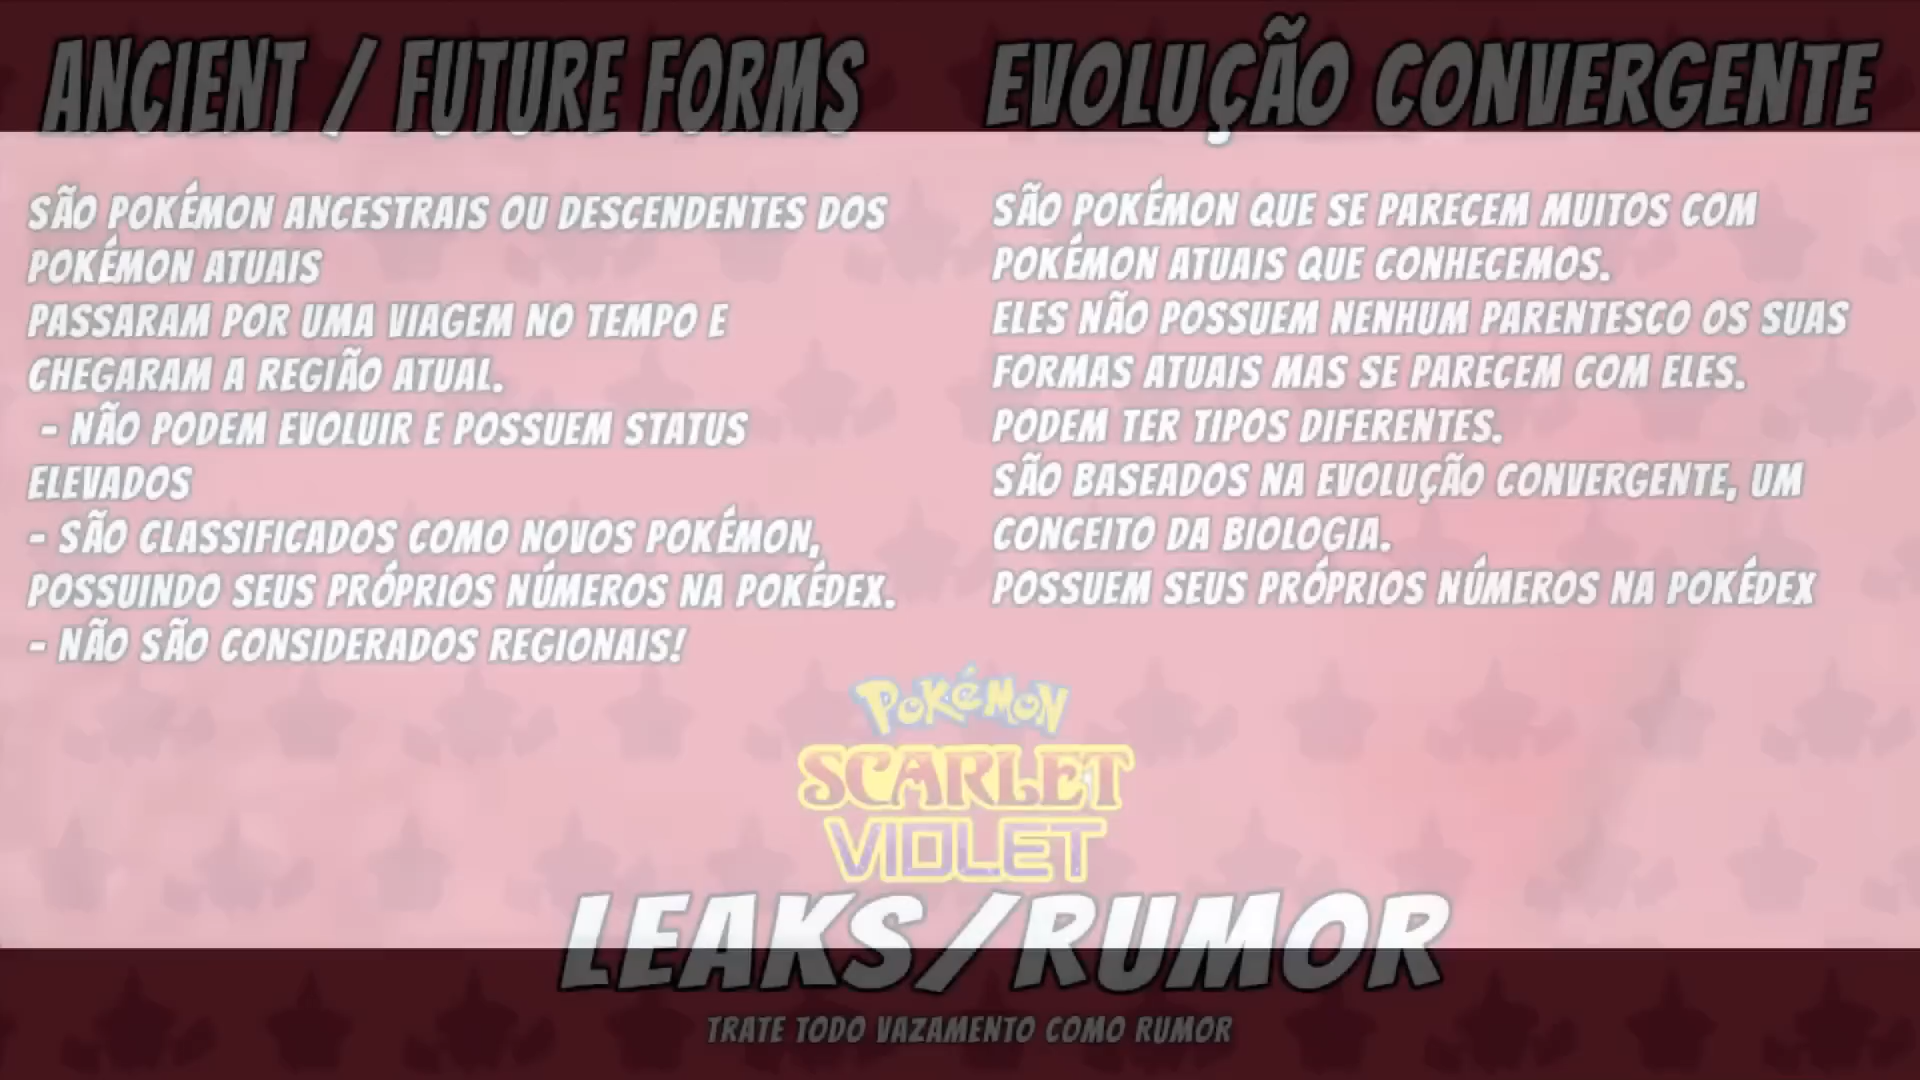 ANCIENT / FUTURE FORMS
SÃO POKÉMON ANCESTRAIS OU DESCENDENTES DOS
POKÉMON ATUAIS
PASSARAM POR UMA VIAGEM NO TEMPO E
CHEGARAM A REGIÃO ATUAL.
- NÃO PODEM EVOLUIR E POSSUEM STATUS
ELEVADOS
- SÃO CLASSIFICADOS COMO NOVOS POKÉMON,
POSSUINDO SEUS PRÓPRIOS NÚMEROS NA POKÉDEX.
- NÃO SÃO CONSIDERADOS REGIONAIS!
EVOLUÇÃO CONVERGENTE
SÃO POKÉMON QUE SE PARECEM MUITOS COM
POKÉMON ATUAIS QUE CONHECEMOS.
ELES NÃO POSSUEM NENHUM PARENTESCO OS SUAS
FORMAS ATUAIS MAS SE PARECEM COM ELES.
PODEM TER TIPOS DIFERENTES.
SÃO BASEADOS NA EVOLUÇÃO CONVERGENTE, UM
CONCEITO DA BIOLOGIA.
POSSUEM SEUS PRÓPRIOS NÚMEROS NA POKÉDEX
POKÉMON
SCARLET
VIOLET
LEAKS/RUMOR
TRATE TODO VAZAMENTO COMO RUMOR